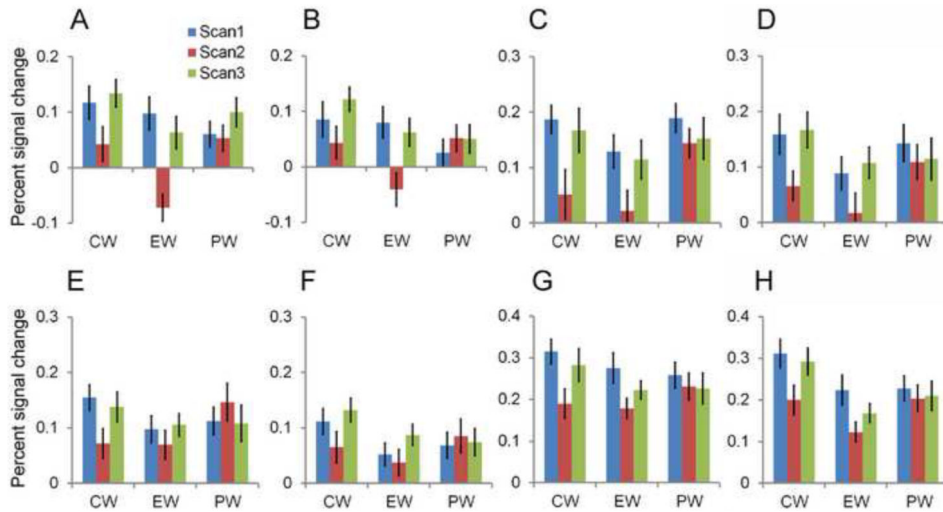 A B C D
Scan1
Scan2
Scan3
Percent signal change
0.2 0.2 0.3 0.3
0.1 0.1 0.2 0.2
0 0 0.1 0.1
-0.1 -0.1 0 0
CW EW PW CW EW PW CW EW PW CW EW PW
E F G H
Percent signal change
0.3 0.3 0.4 0.4
0.2 0.2 0.3 0.3
0.1 0.1 0.2 0.2
0 0 0.1 0.1
0 0
CW EW PW CW EW PW CW EW PW CW EW PW